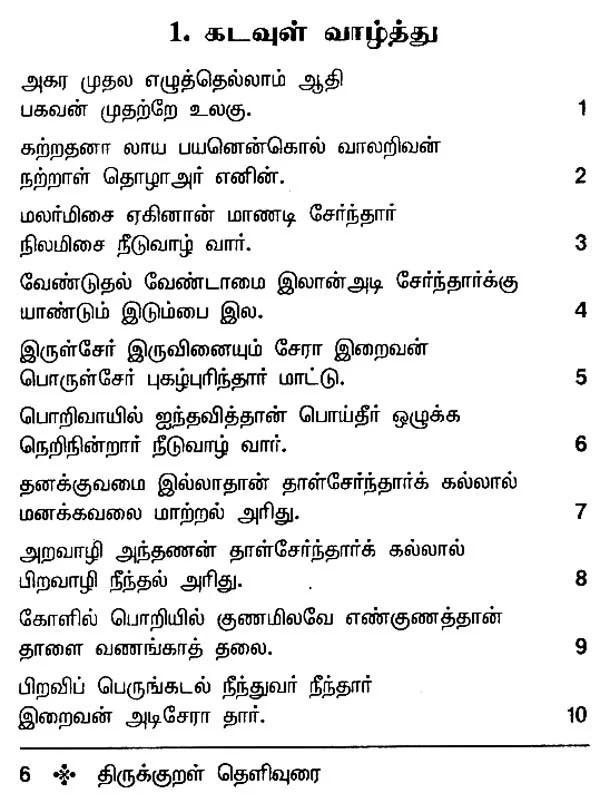 1. கடவுள் வாழ்த்து
அகர முதல எழுத்தெல்லாம் ஆதி
பகவன் முதற்றே உலகு. 1
கற்றதனா லாய பயனென்கொல் வாலறிவன்
நற்றாள் தொழாஅர் எனின். 2
மலர்மிசை ஏகினான் மாணடி சேர்ந்தார்
நிலமிசை நீடுவாழ் வார். 3
வேண்டுதல் வேண்டாமை இலான்அடி சேர்ந்தார்க்கு
யாண்டும் இடும்பை இல. 4
இருள்சேர் இருவினையும் சேரா இறைவன்
பொருள்சேர் புகழ்புரிந்தார் மாட்டு. 5
பொறிவாயில் ஐந்தவித்தான் பொய்தீர் ஒழுக்க
நெறிநின்றார் நீடுவாழ் வார். 6
தனக்குவமை இல்லாதான் தாள்சேர்ந்தார்க் கல்லால்
மனக்கவலை மாற்றல் அரிது. 7
அறவாழி அந்தணன் தாள்சேர்ந்தார்க் கல்லால்
பிறவாழி நீந்தல் அரிது. 8
கோளில் பொறியில் குணமிலவே எண்குணத்தான்
தாளை வணங்காத் தலை. 9
பிறவிப் பெருங்கடல் நீந்துவர் நீந்தார்
இறைவன் அடிசேரா தார். 10
6 ❖ திருக்குறள் தெளிவுரை